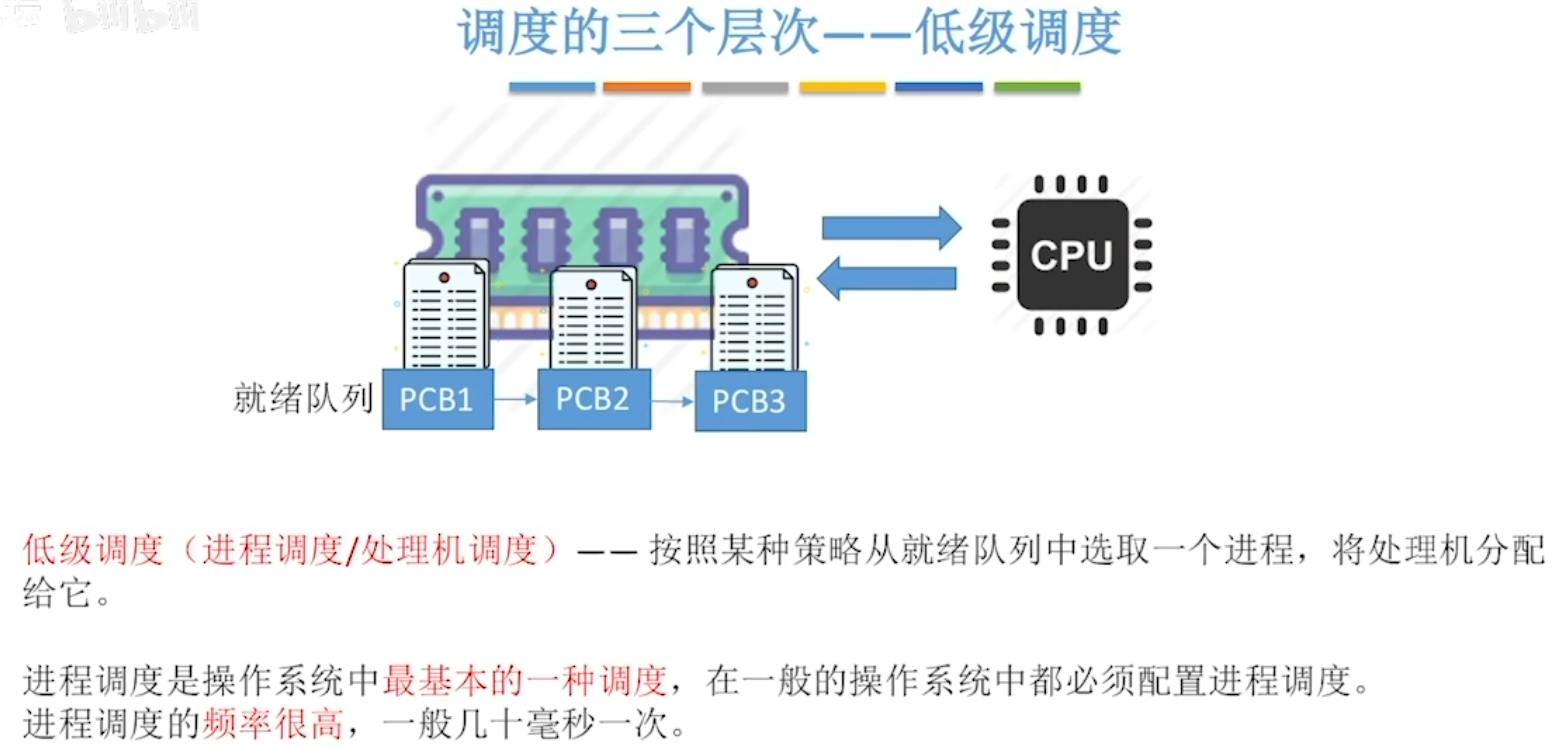 bilibili
调度的三个层次——低级调度
CPU
就绪队列
PCB1
PCB2
PCB3
低级调度（进程调度/处理机调度）—— 按照某种策略从就绪队列中选取一个进程，将处理机分配
给它。
进程调度是操作系统中最基本的一种调度，在一般的操作系统中都必须配置进程调度。
进程调度的频率很高，一般几十毫秒一次。